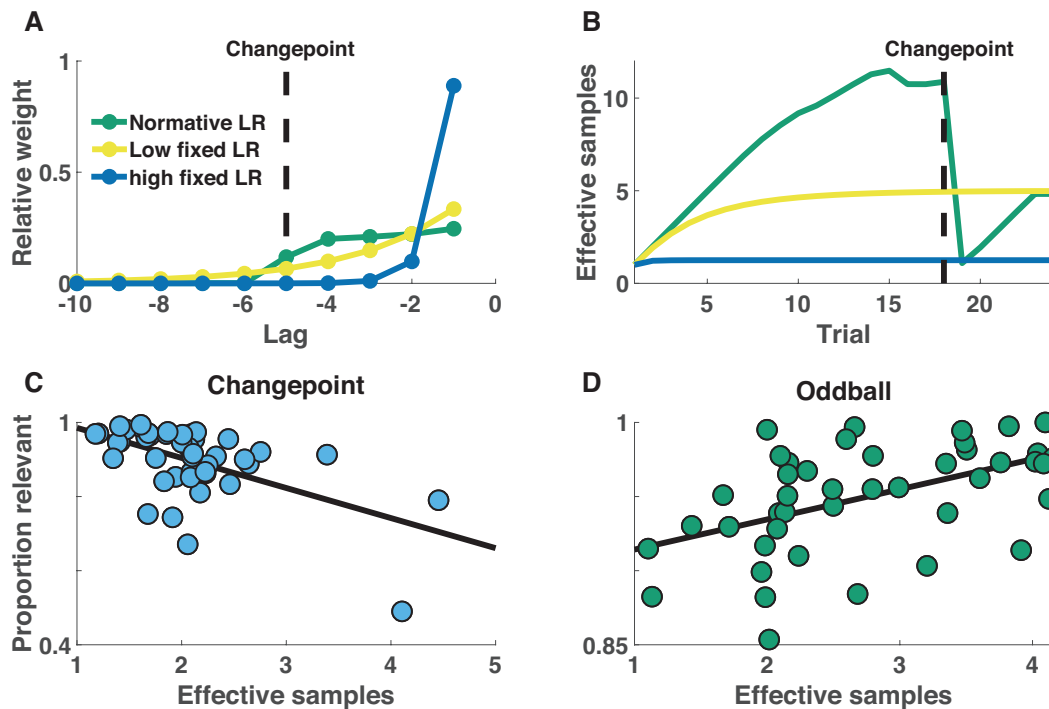 A
Changepoint
Relative weight
1
0.5
0
Normative LR
Low fixed LR
high fixed LR
-10
-8
-6
-4
-2
0
Lag
B
Changepoint
Effective samples
10
5
0
5
10
15
20
Trial
C
Changepoint
Proportion relevant
1
0.4
1
2
3
4
5
Effective samples
D
Oddball
1
0.85
1
2
3
4
Effective samples